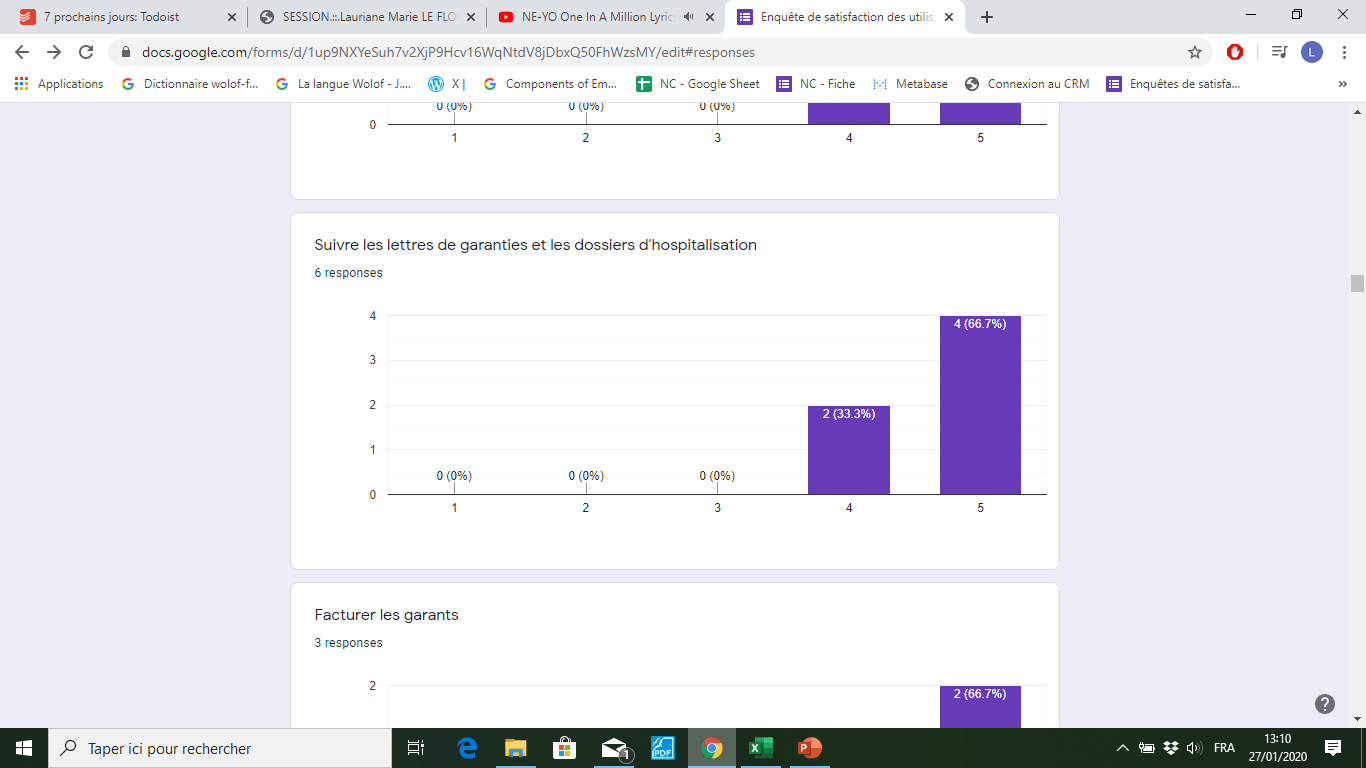 7 prochains jours: Todoist
SESSION.::.Lauriane Marie LE FLO
NE-YO One In A Million Lyric
Enquête de satisfaction des utilis
docs.google.com/forms/d/1up9NXYeSuh7v2XjP9Hcv16WqNtdV8jDbxQ50FhWzsMY/edit#responses
L
Applications
Dictionnaire wolof-f...
La langue Wolof - J....
X |
Components of Em...
NC - Google Sheet
NC - Fiche
Metabase
Connexion au CRM
Enquêtes de satisfa...
»
0 (0%) 0 (0%) 0 (0%)
0
1 2 3 4 5
Suivre les lettres de garanties et les dossiers d'hospitalisation
6 responses
4
4 (66.7%)
3
2
2 (33.3%)
1
0 (0%) 0 (0%) 0 (0%)
0
1 2 3 4 5
Facturer les garants
3 responses
2
2 (66.7%)
?
Taper ici pour rechercher
1
PDF
FRA
13:10
27/01/2020